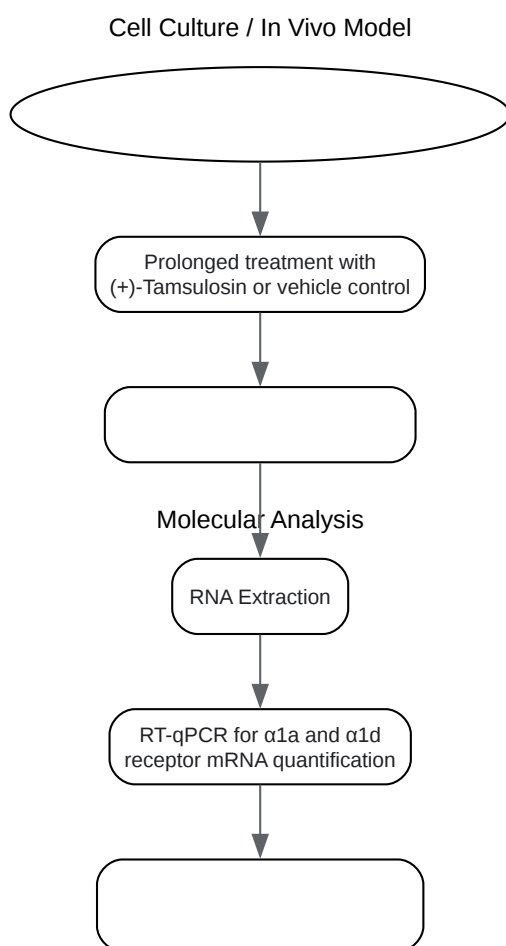 Cell Culture / In Vivo Model
Prolonged treatment with
(+)-Tamsulosin or vehicle control
Molecular Analysis
RNA Extraction
RT-qPCR for α1a and α1d
receptor mRNA quantification